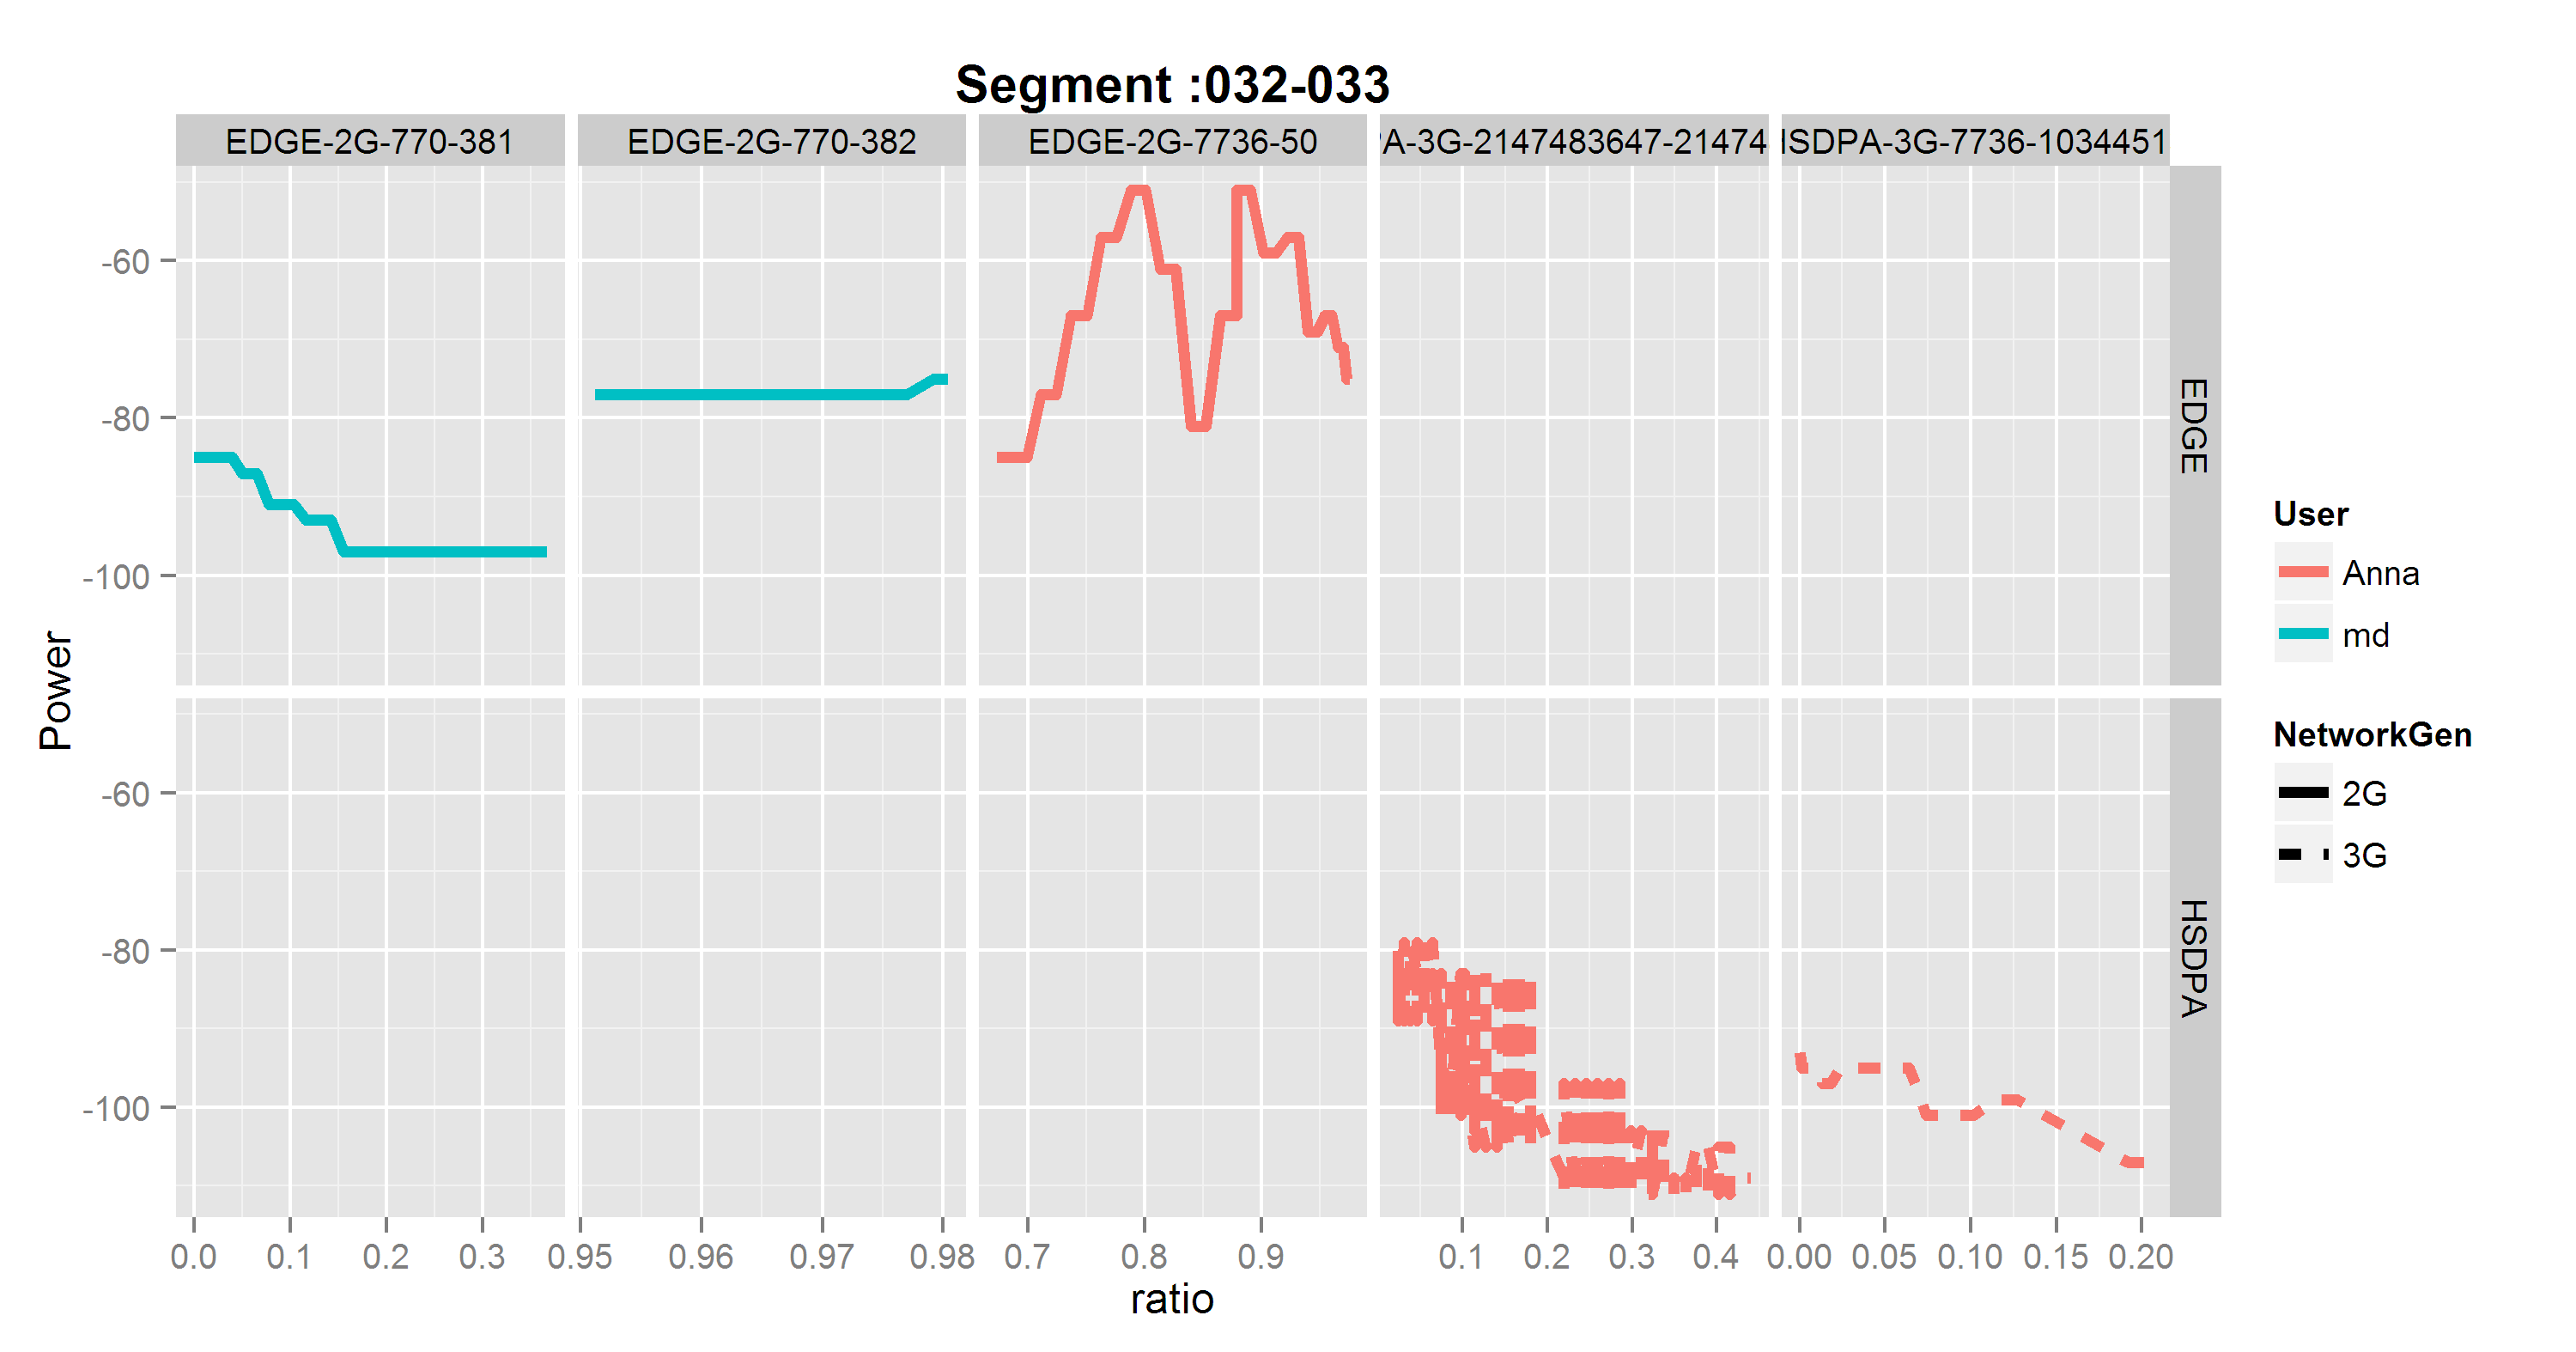 Segment :032-033
EDGE-2G-770-381
EDGE-2G-770-382
EDGE-2G-7736-50
PA-3G-2147483647-21474
HSDPA-3G-7736-1034451
-60
-80
-100
EDGE
-60
-80
-100
HSDPA
Power
0.0 0.1 0.2 0.3
0.95 0.96 0.97 0.98
0.7 0.8 0.9
0.1 0.2 0.3 0.4
0.00 0.05 0.10 0.15 0.20
ratio
User
Anna
md
NetworkGen
2G
3G